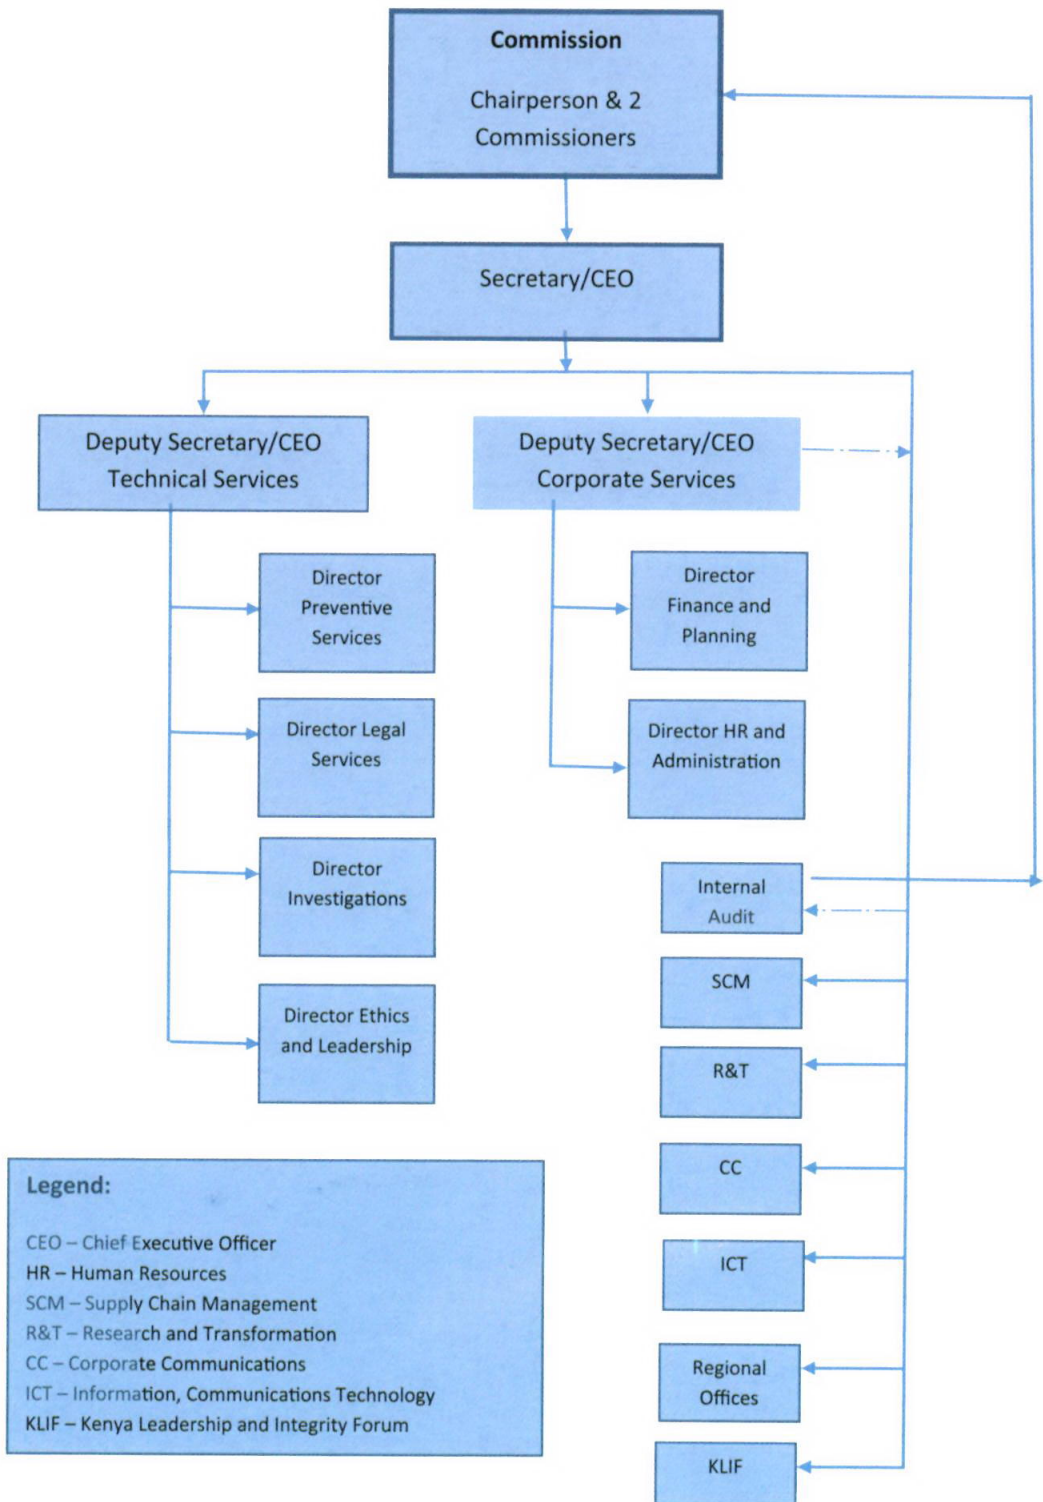 Commission
Chairperson & 2
Commissioners
Secretary/CEO
Deputy Secretary/CEO
Technical Services
Deputy Secretary/CEO
Corporate Services
Director
Preventive
Services
Director Legal
Services
Director
Investigations
Director Ethics
and Leadership
Director
Finance and
Planning
Director HR and
Administration
Internal
Audit
SCM
R&T
CC
ICT
Regional
Offices
KLIF
Legend:
CEO – Chief Executive Officer
HR – Human Resources
SCM – Supply Chain Management
R&T – Research and Transformation
CC – Corporate Communications
ICT – Information, Communications Technology
KLIF – Kenya Leadership and Integrity Forum